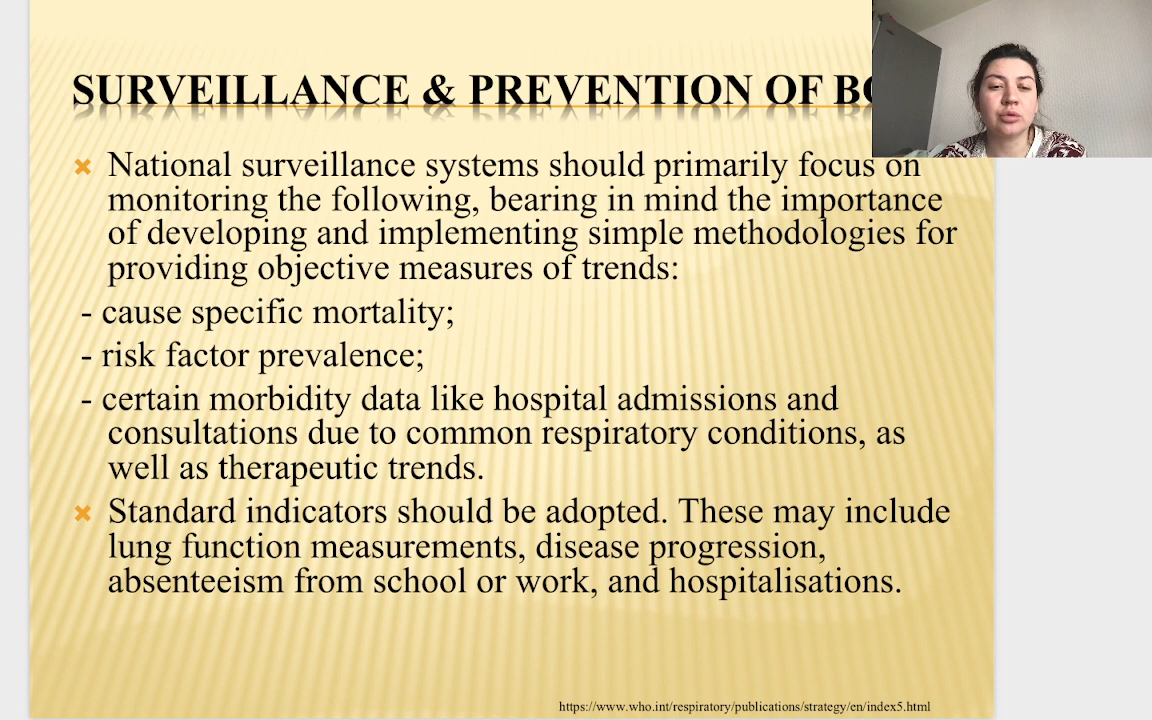 SURVEILLANCE & PREVENTION OF
✖ National surveillance systems should primarily focus on
monitoring the following, bearing in mind the importance
of developing and implementing simple methodologies for
providing objective measures of trends:
- cause specific mortality;
- risk factor prevalence;
- certain morbidity data like hospital admissions and
consultations due to common respiratory conditions, as
well as therapeutic trends.
✖ Standard indicators should be adopted. These may include
lung function measurements, disease progression,
absenteeism from school or work, and hospitalisations.
https://www.who.int/respiratory/publications/strategy/en/index5.html